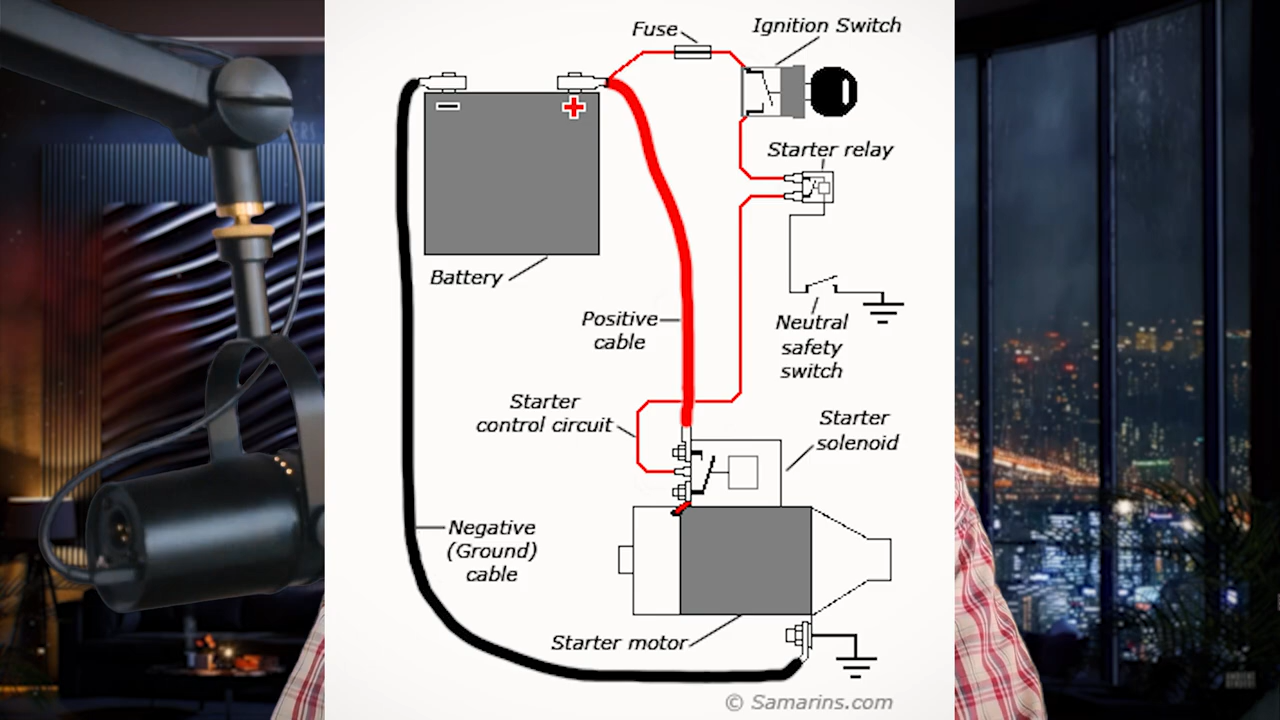 Fuse
Ignition Switch
Starter relay
Battery
Positive
cable
Neutral
safety
switch
Starter
control circuit
Starter
solenoid
Negative
(Ground)
cable
Starter motor
© Samarins.com